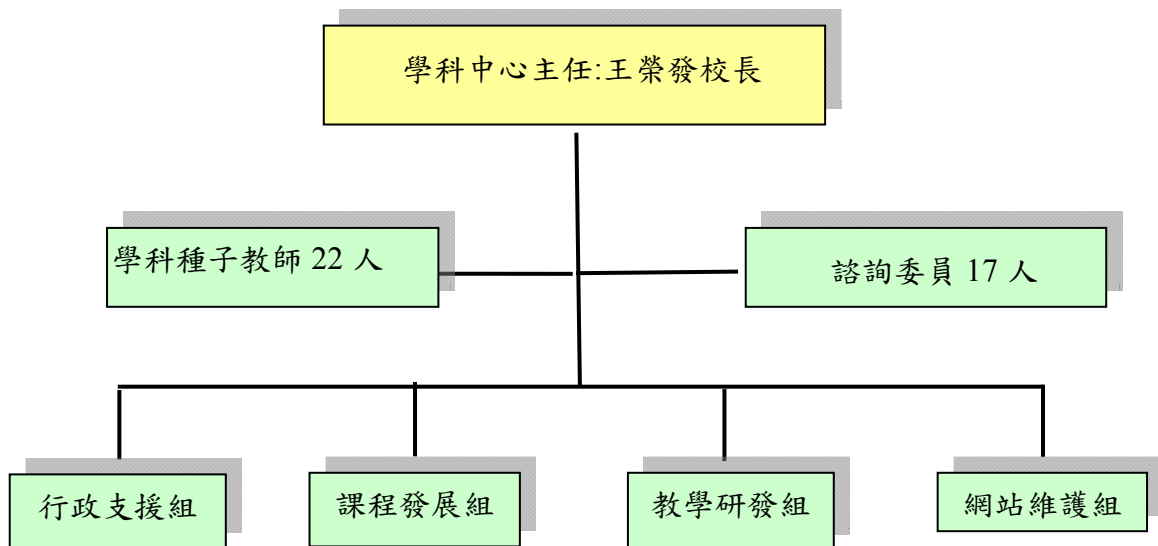 學科中心主任:王榮發校長
學科種子教師 22 人
諮詢委員 17 人
行政支援組
課程發展組
教學研發組
網站維護組